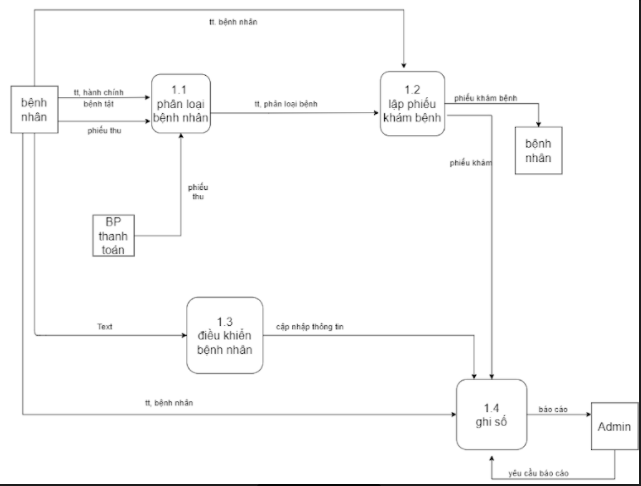 tt. bệnh nhân
bệnh
nhân
tt, hành chính
bệnh tật
phiếu thu
1.1
phân loại
bệnh nhân
tt, phân loại bệnh
1.2
lập phiếu
khám bệnh
phiếu khám bệnh
bệnh
nhân
phiếu khám
phiếu
thu
BP
thanh
toán
Text
1.3
điều khiển
bệnh nhân
cập nhập thông tin
tt, bệnh nhân
1.4
ghi sổ
báo cáo
Admin
yêu cầu báo cáo